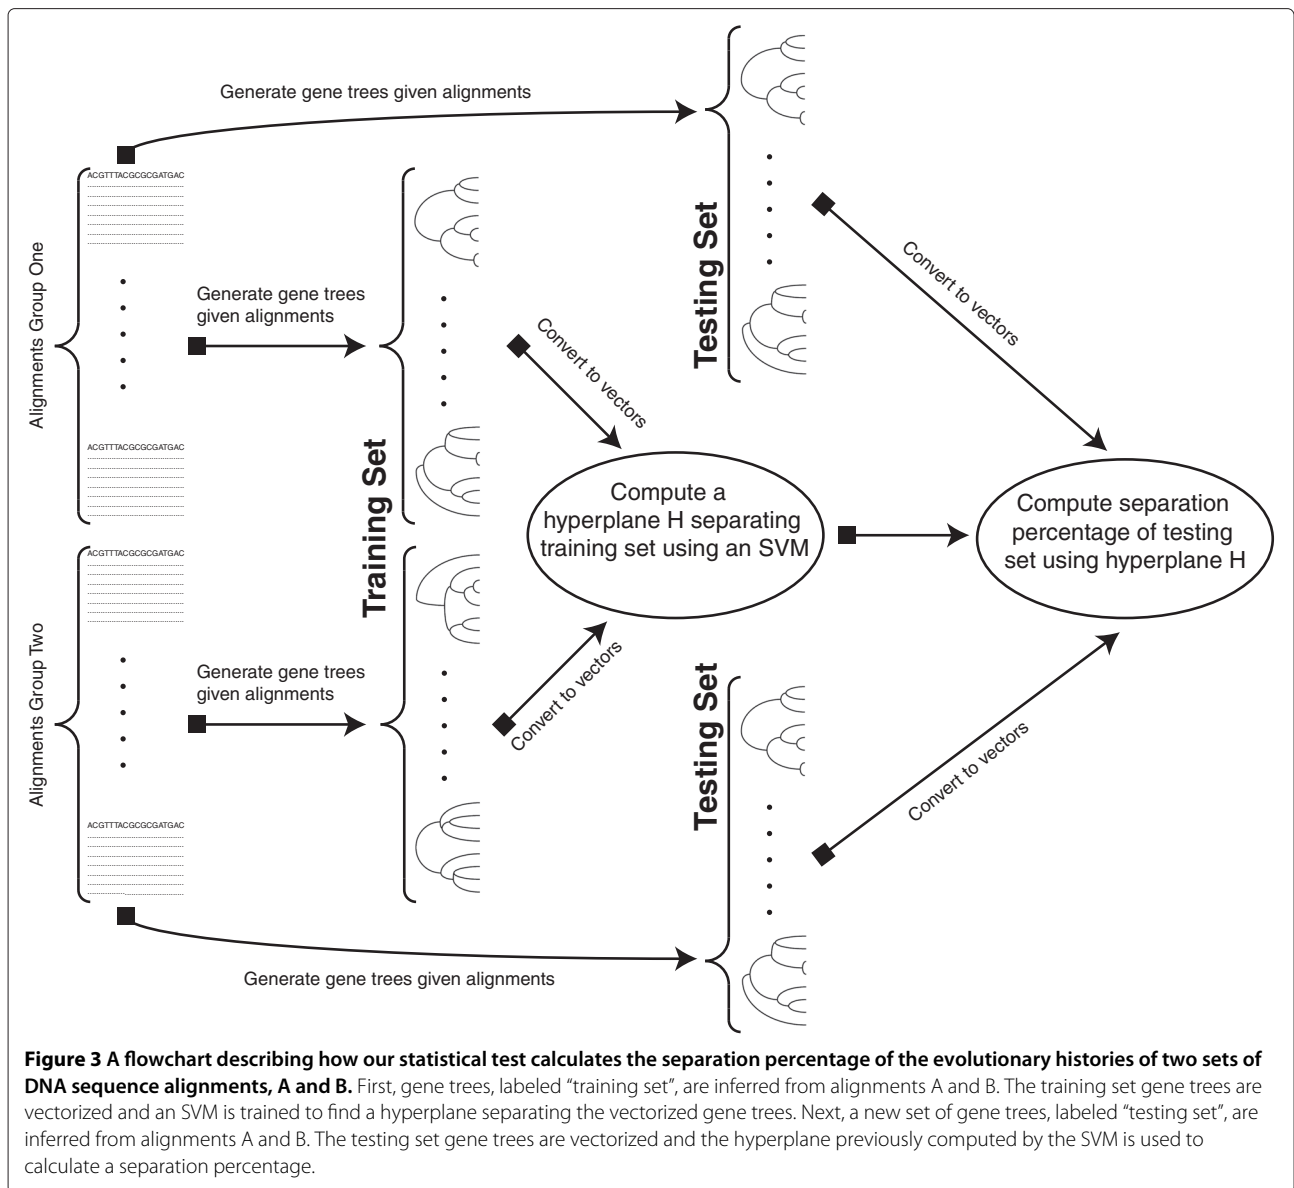 Generate gene trees given alignments
Testing Set
Convert to vectors
Alignments Group One
ACGTTTACGCGCGATGAC
Generate gene trees
given alignments
ACGTTTACGCGCGATGAC
Training Set
Convert to vectors
Compute a
hyperplane H separating
training set using an SVM
Compute separation
percentage of testing
set using hyperplane H
Alignments Group Two
ACGTTTACGCGCGATGAC
Generate gene trees
given alignments
ACGTTTACGCGCGATGAC
Convert to vectors
Testing Set
Convert to vectors
Generate gene trees given alignments
Figure 3 A flowchart describing how our statistical test calculates the separation percentage of the evolutionary histories of two sets of
DNA sequence alignments, A and B. First, gene trees, labeled “training set”, are inferred from alignments A and B. The training set gene trees are
vectorized and an SVM is trained to find a hyperplane separating the vectorized gene trees. Next, a new set of gene trees, labeled “testing set”, are
inferred from alignments A and B. The testing set gene trees are vectorized and the hyperplane previously computed by the SVM is used to
calculate a separation percentage.